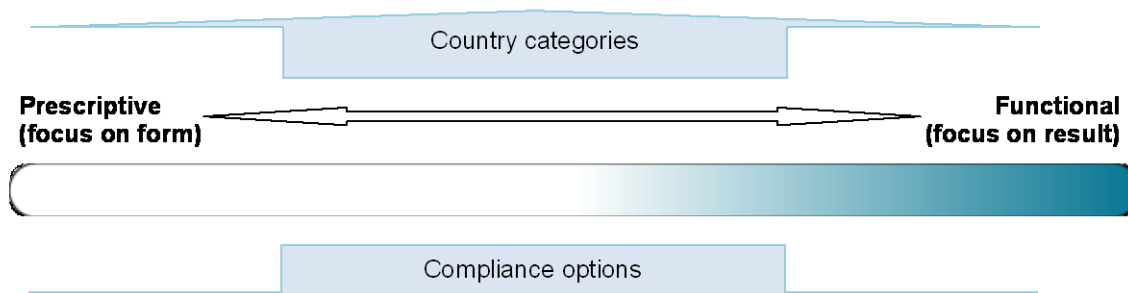 Country categories
Prescriptive
(focus on form)
Functional
(focus on result)
Compliance options